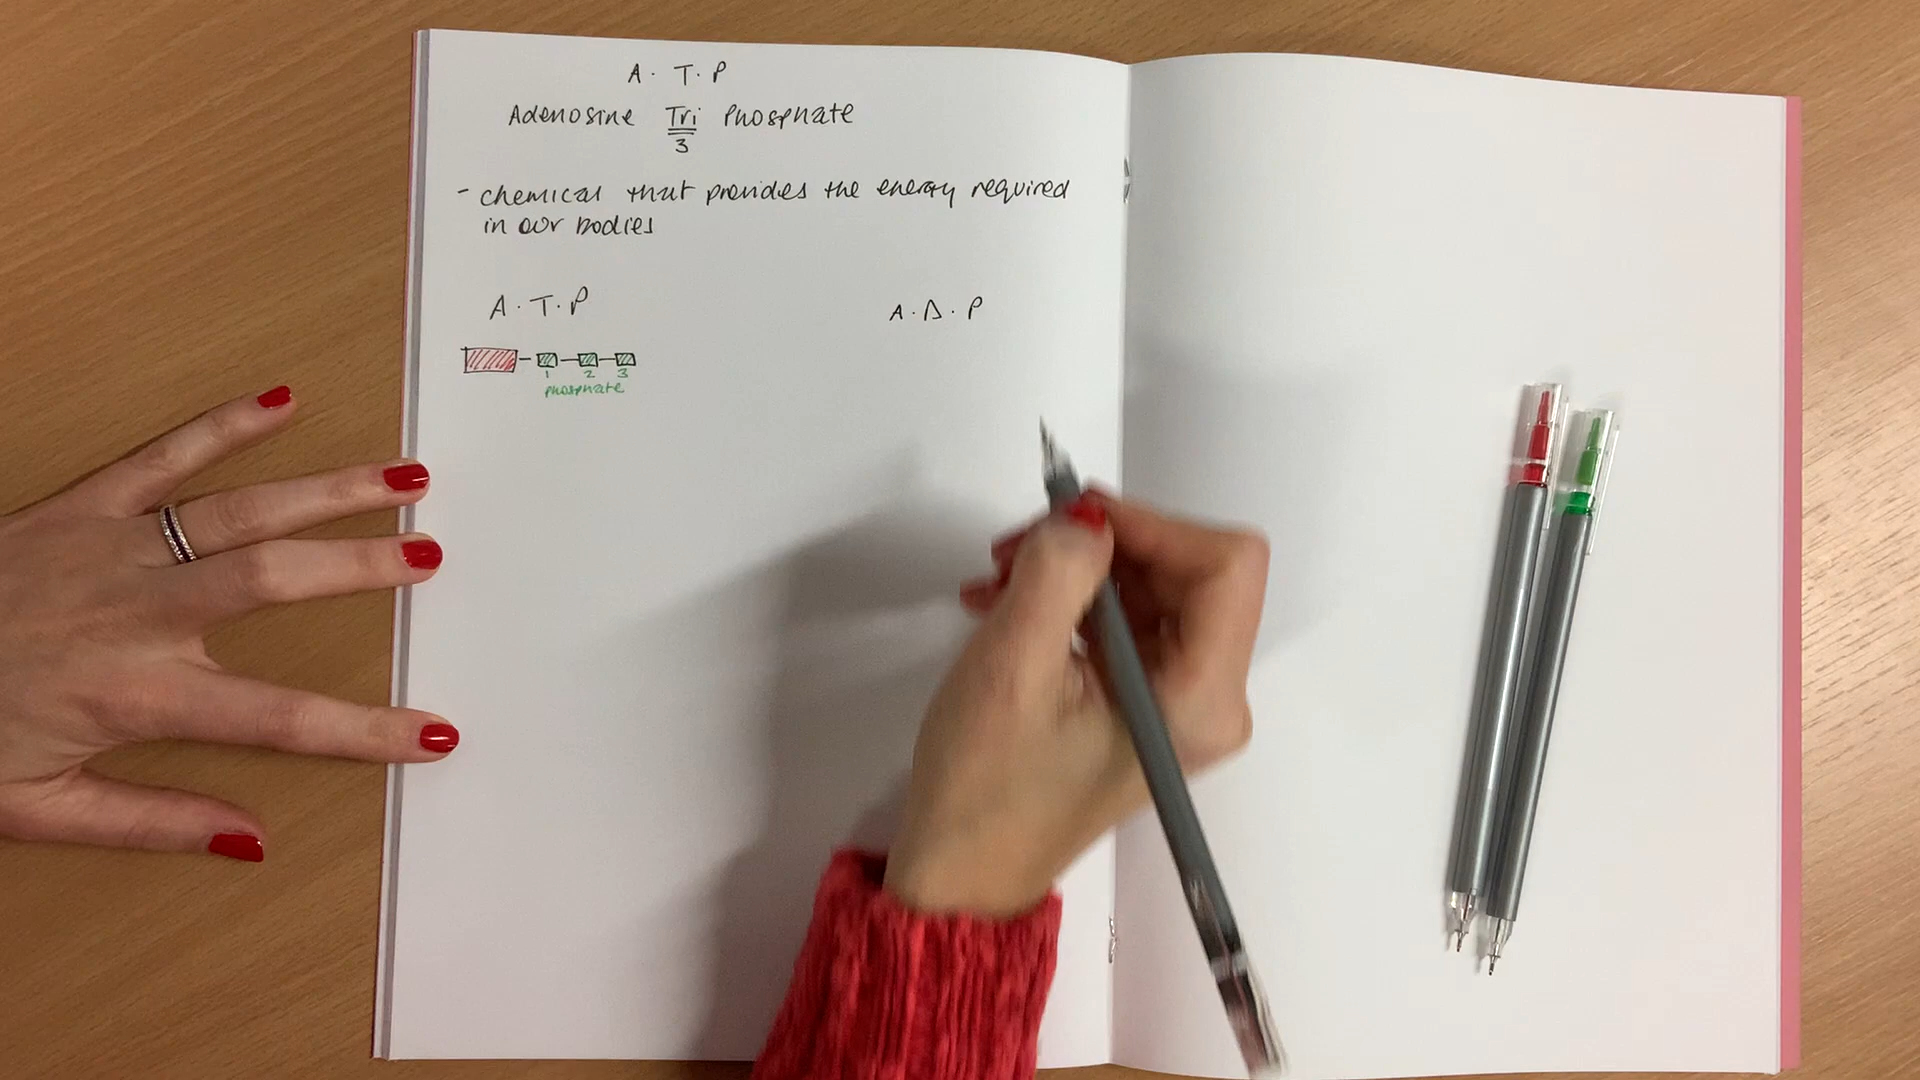 A. T. P
Adenosine Tri Phosphate
3
- chemical that provides the energy required
in our bodies
A. T. P
A. D. P
1 2 3
phosphate